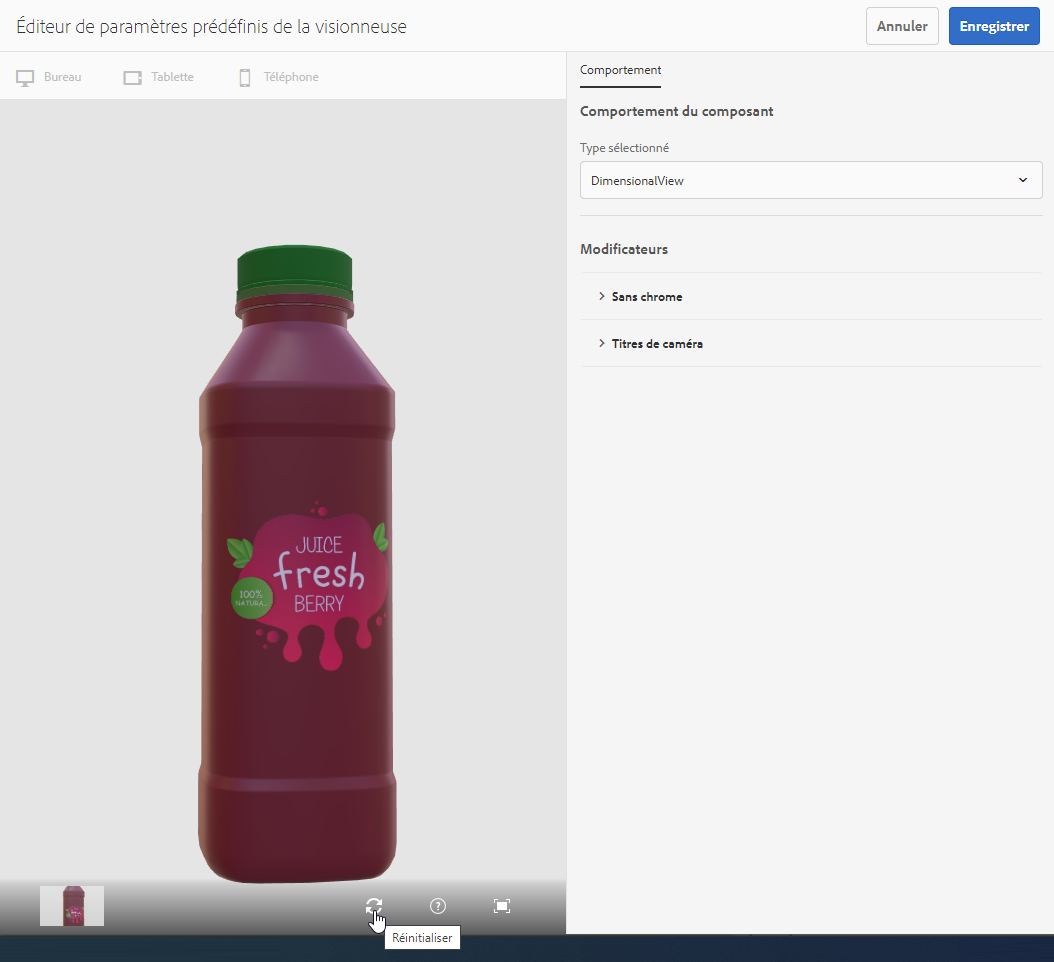 Éditeur de paramètres prédéfinis de la visionneuse
Annuler
Enregistrer
Bureau
Tablette
Téléphone
Comportement
Comportement du composant
Type sélectionné
DimensionalView
Modificateurs
Sans chrome
Titres de caméra
JUICE
fresh
BERRY
100%
NATURA...
?
Réinitialiser